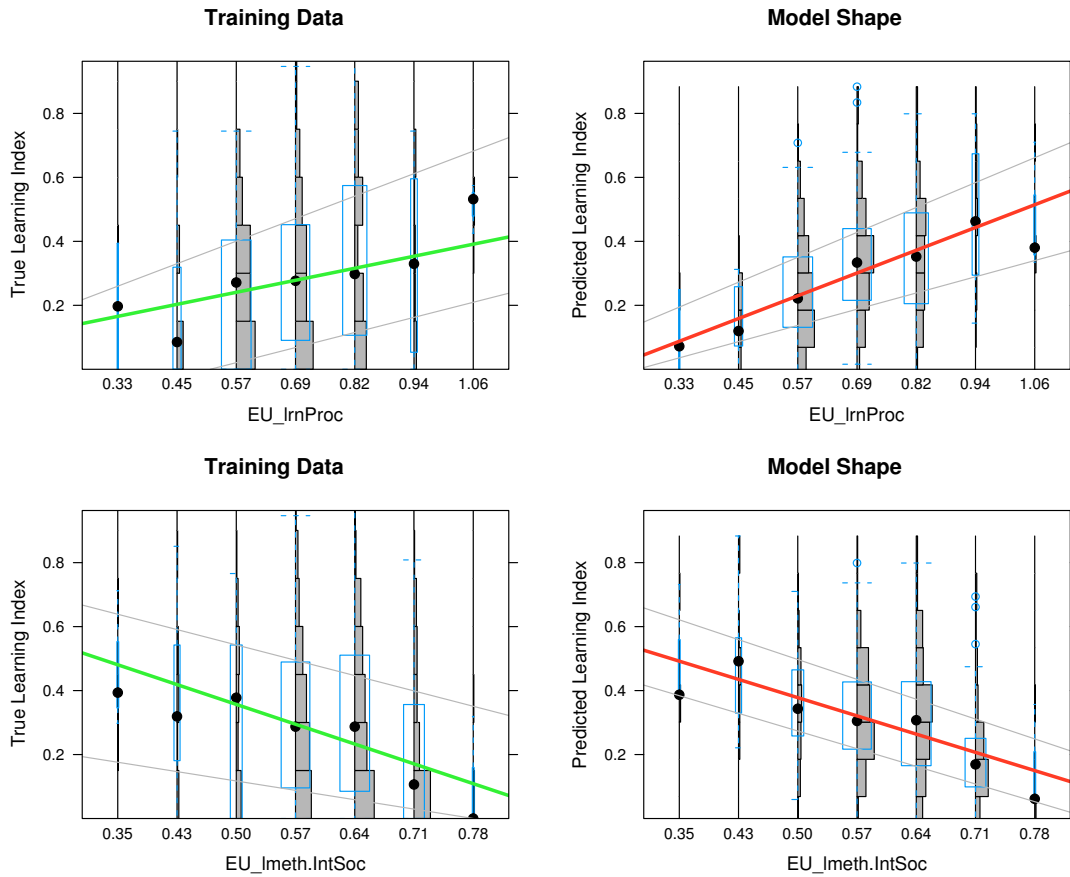 Training Data
True Learning Index
0.8
0.6
0.4
0.2
0.33 0.45 0.57 0.69 0.82 0.94 1.06
EU_lrnProc
Model Shape
Predicted Learning Index
0.8
0.6
0.4
0.2
0.33 0.45 0.57 0.69 0.82 0.94 1.06
EU_lrnProc
Training Data
True Learning Index
0.8
0.6
0.4
0.2
0.35 0.43 0.50 0.57 0.64 0.71 0.78
EU_lmeth.IntSoc
Model Shape
Predicted Learning Index
0.8
0.6
0.4
0.2
0.35 0.43 0.50 0.57 0.64 0.71 0.78
EU_lmeth.IntSoc